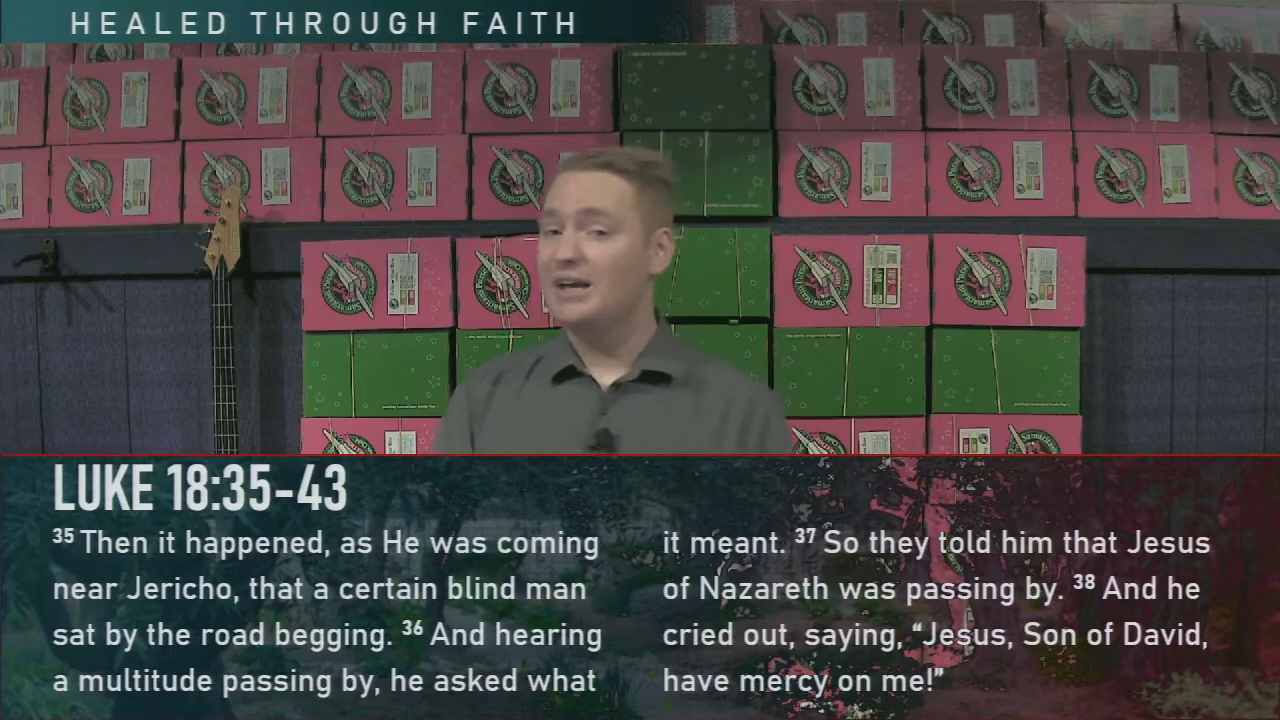 HEALED THROUGH FAITH
LUKE 18:35-43
35 Then it happened, as He was coming
near Jericho, that a certain blind man
sat by the road begging. 36 And hearing
a multitude passing by, he asked what
it meant. 37 So they told him that Jesus
of Nazareth was passing by. 38 And he
cried out, saying, “Jesus, Son of David,
have mercy on me!”